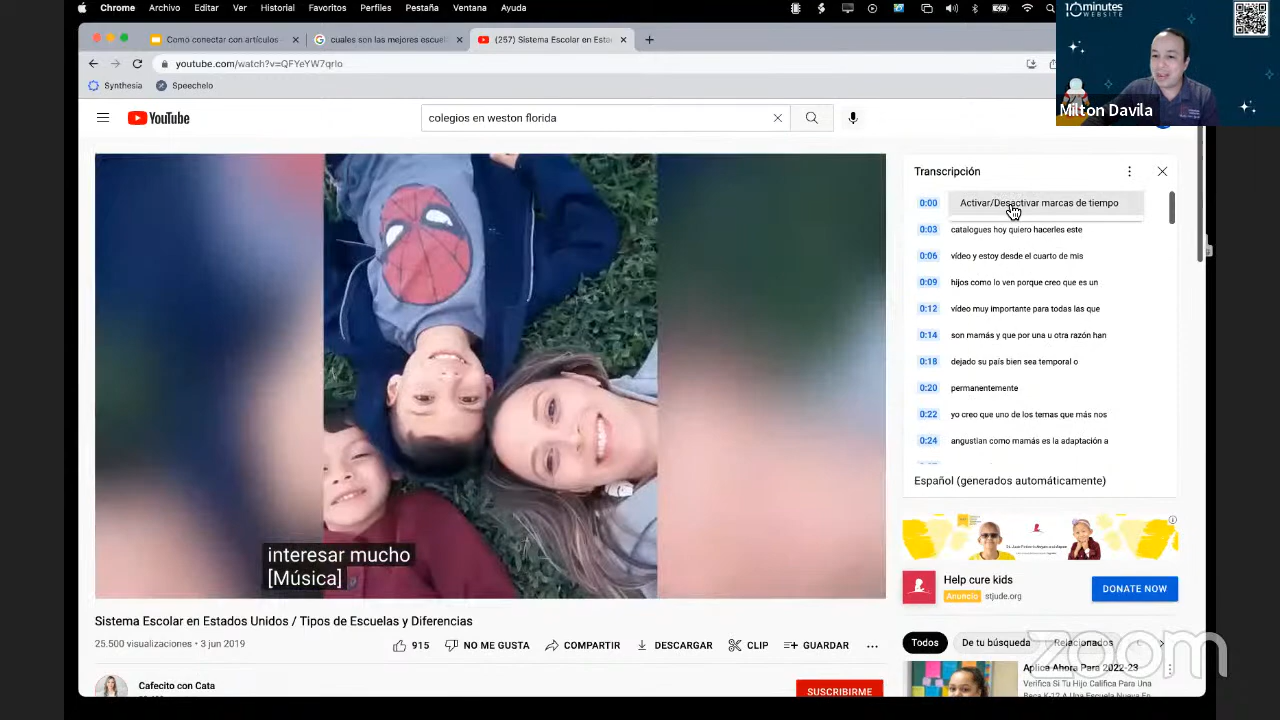 Chrome Archivo Editar Ver Historial Favoritos Perfiles Pestaña Ventana Ayuda
10 MINUTES
WEBSITE
Milton Davila
Como conectar con artículos
cuales son las mejores escuel
(257) Sistema Escolar en Esta
youtube.com/watch?v=QFYeYW7qrIo
Synthesia Speechelo
YouTube
colegios en weston florida
Transcripción
0:00 Activar/Desactivar marcas de tiempo
0:03 catalogues hoy quiero hacerles este
0:06 vídeo y estoy desde el cuarto de mis
0:09 hijos como lo ven porque creo que es un
0:12 vídeo muy importante para todas las que
0:14 son mamás y que por una u otra razón han
0:18 dejado su país bien sea temporal o
0:20 permanentemente
0:22 yo creo que uno de los temas que más nos
0:24 angustian como mamás es la adaptación a
Español (generados automáticamente)
interesar mucho
[Música]
Help cure kids
Anuncio stjude.org
DONATE NOW
Sistema Escolar en Estados Unidos / Tipos de Escuelas y Diferencias
25.500 visualizaciones • 3 jun 2019
915 NO ME GUSTA COMPARTIR DESCARGAR CLIP GUARDAR
Cafecito con Cata
SUSCRIBIRME
Todos De tu búsqueda Relacionados
Aplica Ahora Para 2022-23
Verifica Si Tu Hijo Califica Para Una
Beca K-12 A Una Escuela Nueva En
zoom